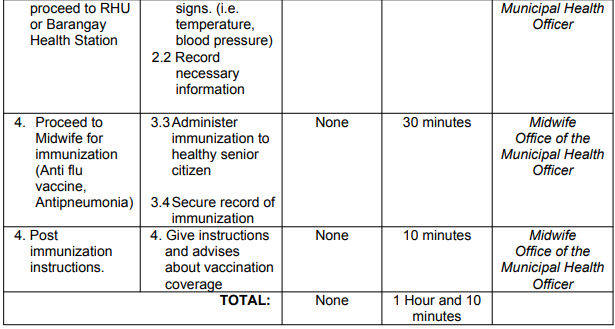 proceed to RHU
or Barangay
Health Station
signs. (i.e.
temperature,
blood pressure)
2.2 Record
necessary
information
Municipal Health
Officer
4. Proceed to
Midwife for
immunization
(Anti flu
vaccine,
Antipneumonia)
3.3Administer
immunization to
healthy senior
citizen
3.4Secure record of
immunization
None
30 minutes
Midwife
Office of the
Municipal Health
Officer
4. Post
immunization
instructions.
4. Give instructions
and advises
about vaccination
coverage
None
10 minutes
Midwife
Office of the
Municipal Health
Officer
TOTAL:
None
1 Hour and 10
minutes